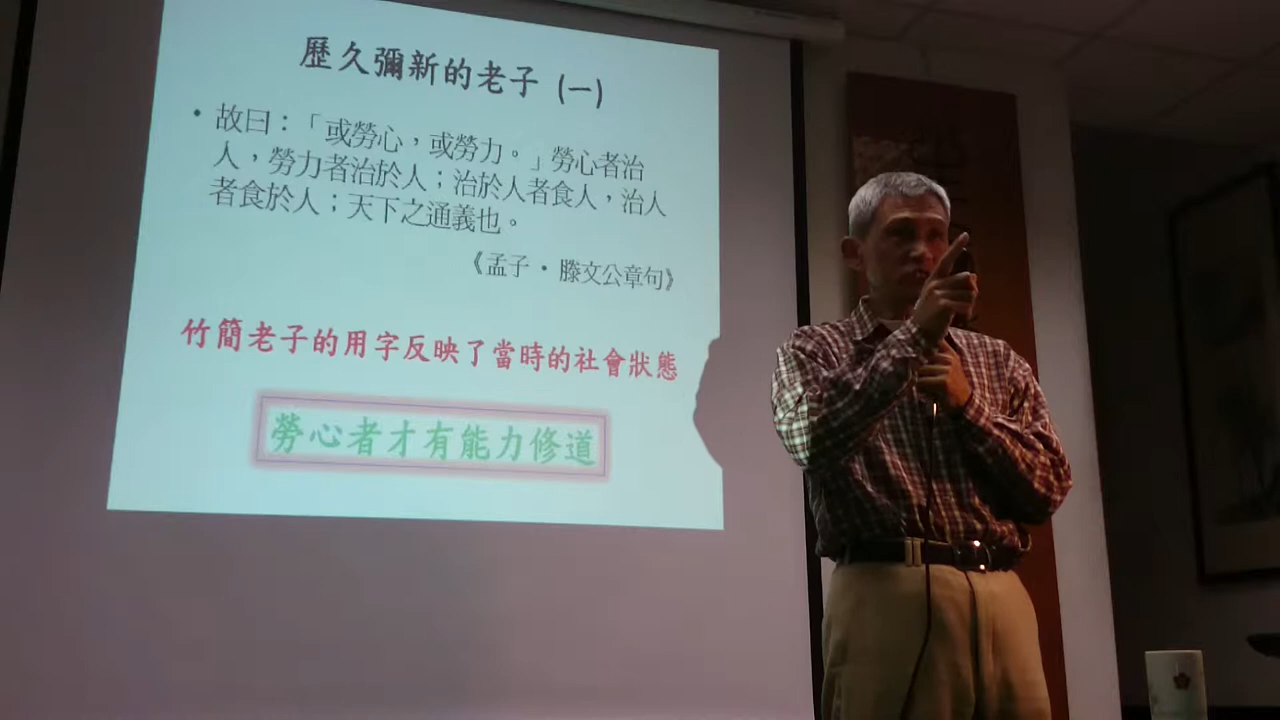 歷久彌新的老子 (一)
• 故曰：「或勞心，或勞力。」勞心者治
人，勞力者治於人；治於人者食人，治人
者食於人；天下之通義也。
《孟子・滕文公章句》
竹簡老子的用字反映了當時的社會狀態
勞心者才有能力修道